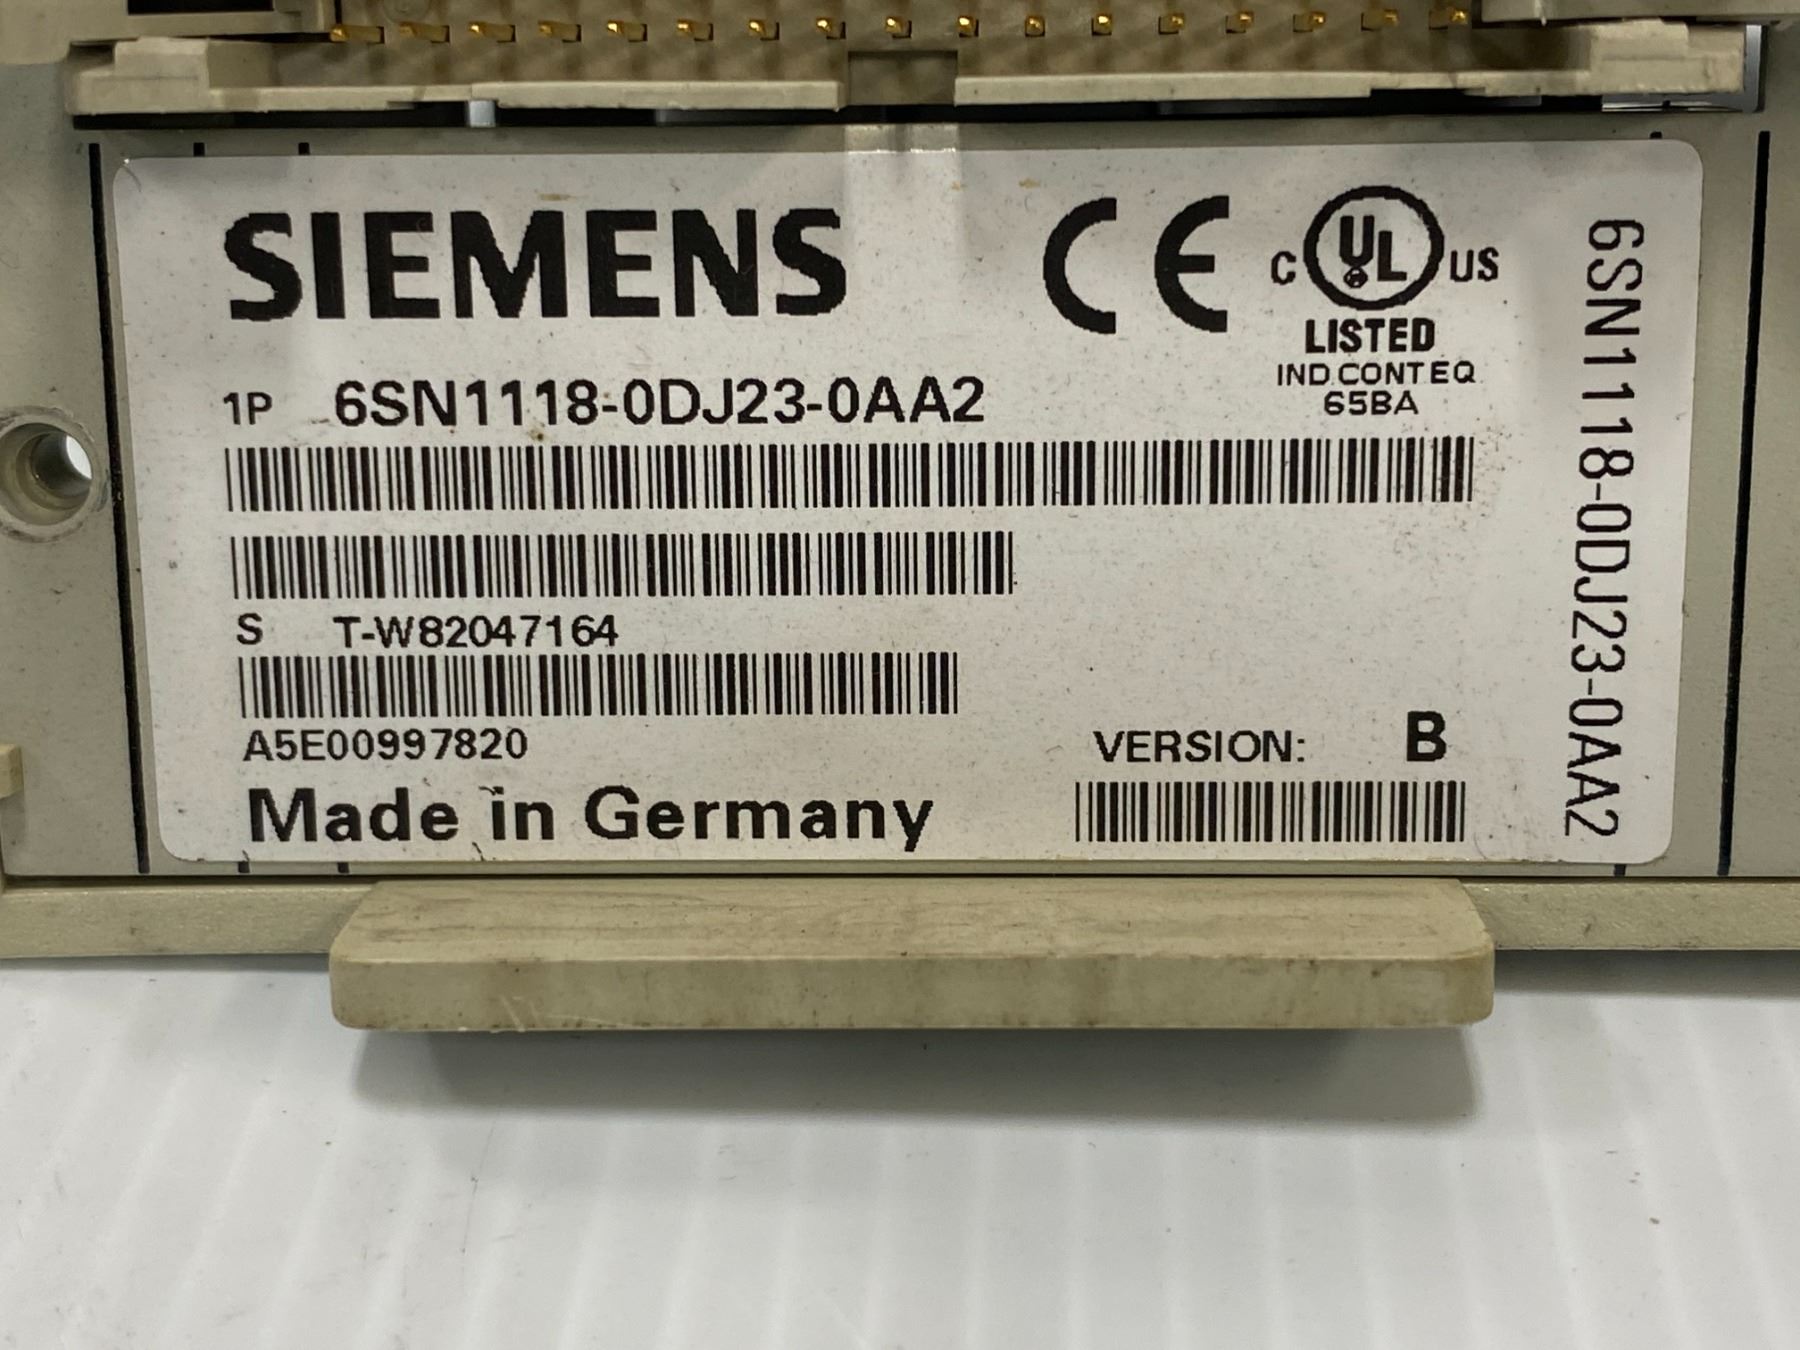 SIEMENS
CE
C UL US
LISTED
IND.CONT.EQ.
65BA
1P 6SN1118-0DJ23-0AA2
S T-W82047164
A5E00997820
VERSION: B
Made in Germany
6SN1118-0DJ23-0AA2